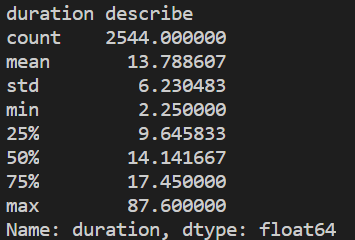 duration describe
count    2544.000000
mean       13.788607
std         6.230483
min         2.250000
25%         9.645833
50%        14.141667
75%        17.450000
max        87.600000
Name: duration, dtype: float64